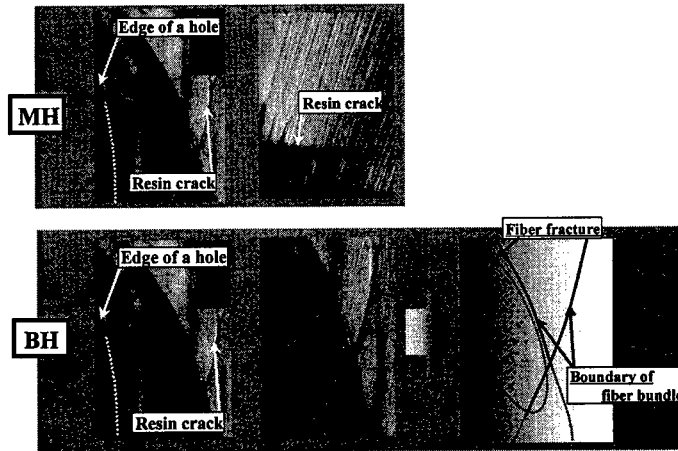 Edge of a hole
MH
Resin crack
Resin crack
Fiber fracture
Edge of a hole
BH
Boundary of
fiber bundle
Resin crack